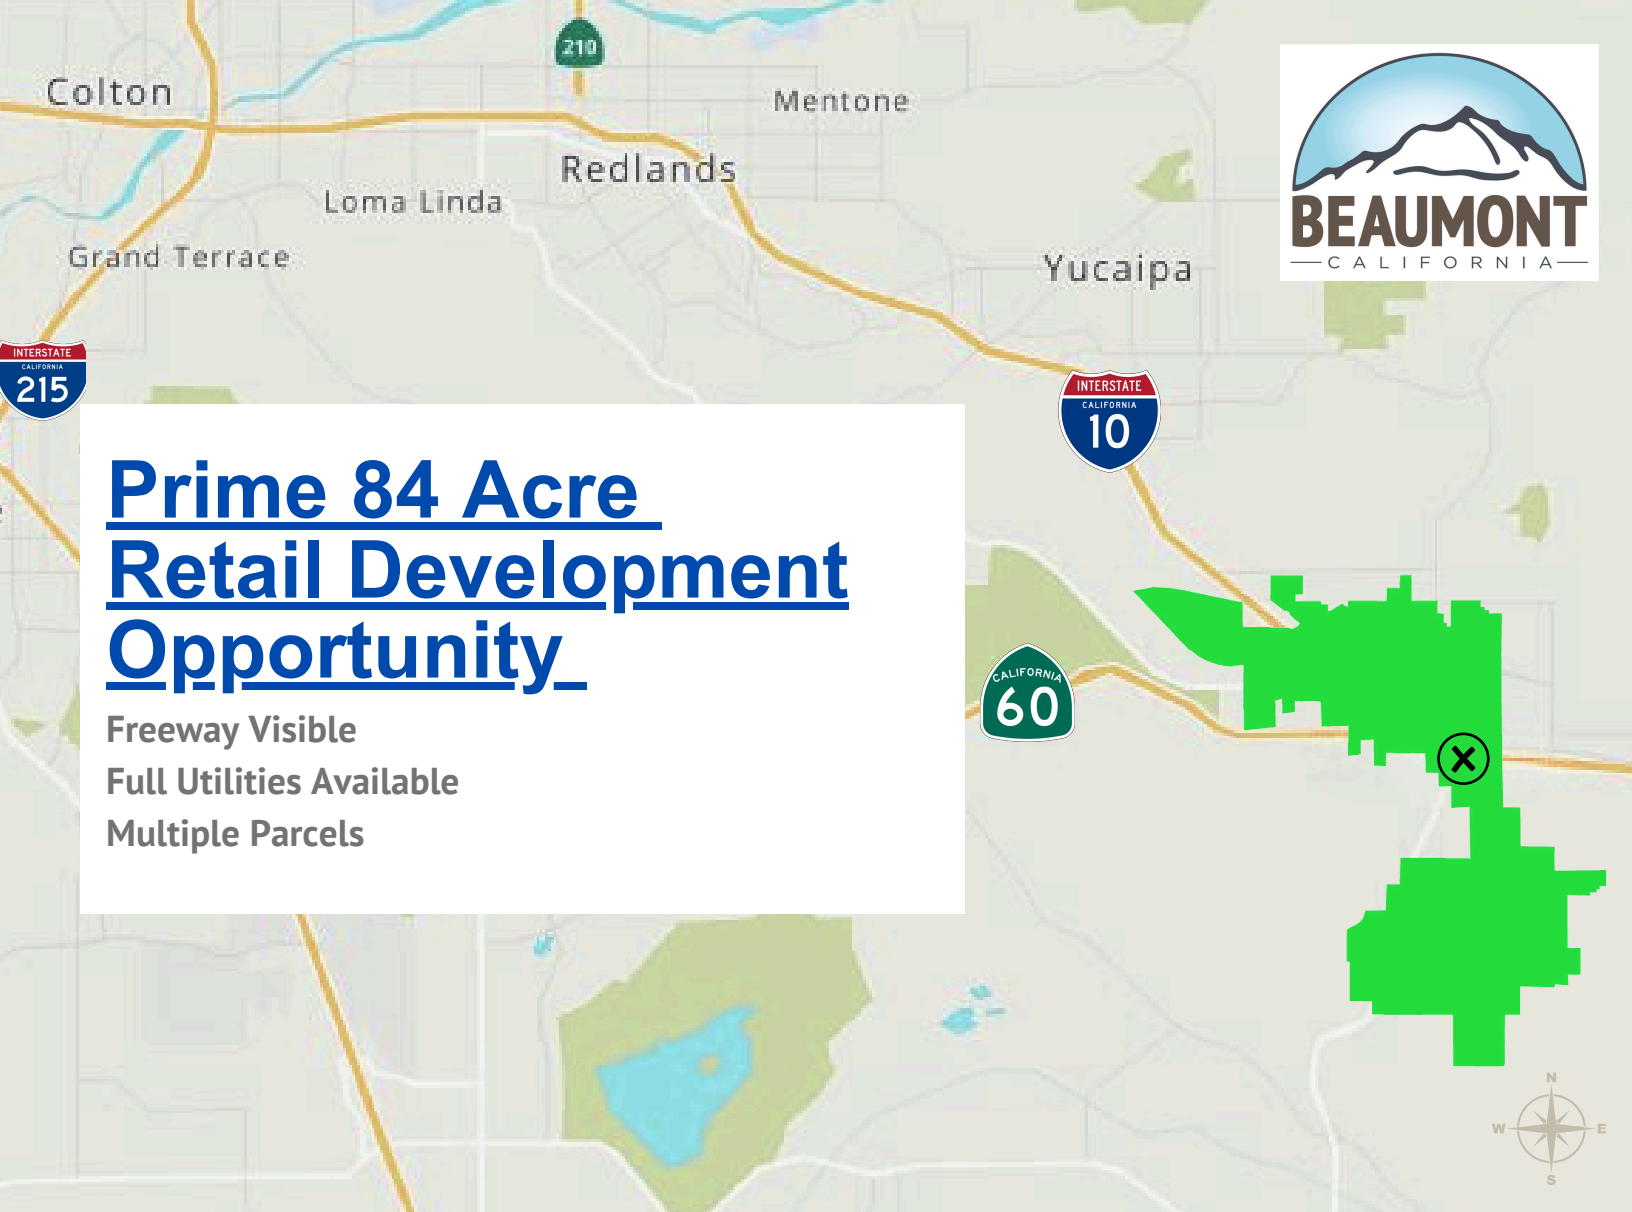 210
Colton
Mentone
Redlands
Loma Linda
Grand Terrace
Yucaipa
BEAUMONT
CALIFORNIA
INTERSTATE
CALIFORNIA
215
INTERSTATE
CALIFORNIA
10
Prime 84 Acre
Retail Development
Opportunity
Freeway Visible
Full Utilities Available
Multiple Parcels
CALIFORNIA
60
X
N
W
E
S